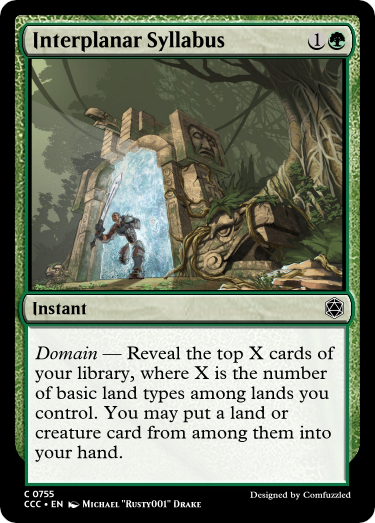 Interplanar Syllabus 1
Instant
Domain — Reveal the top X cards of
your library, where X is the number
of basic land types among lands you
control. You may put a land or
creature card from among them into
your hand.
C 0755
CCC • EN Michael "Rusty001" Drake
Designed by Comfuzzled